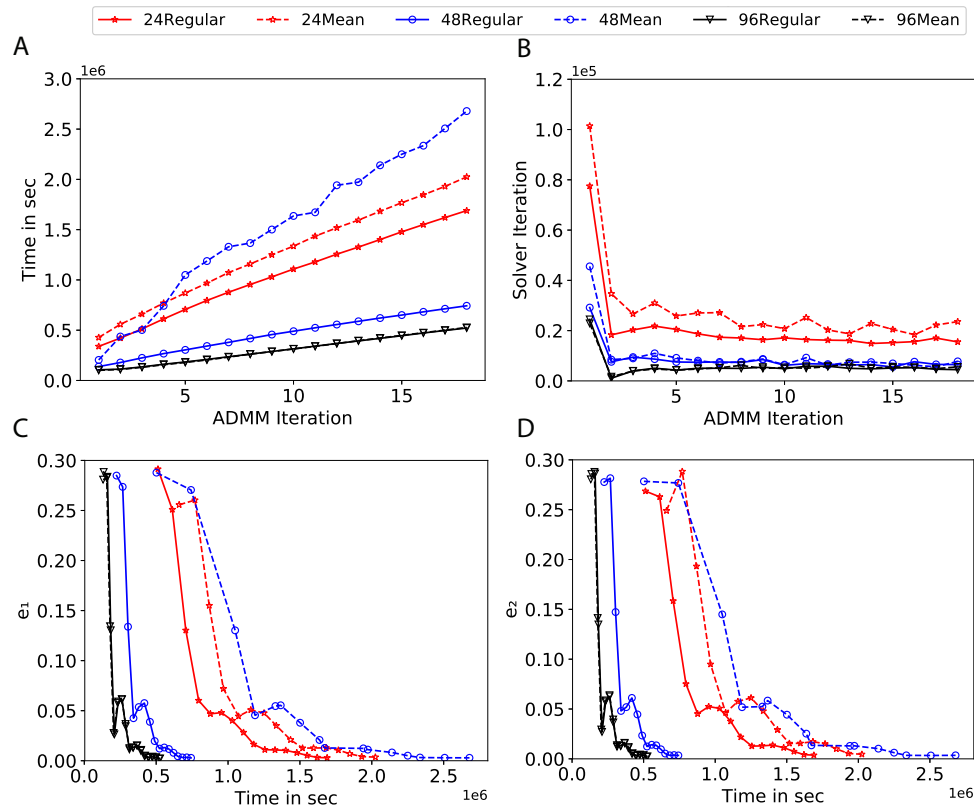 24Regular 24Mean 48Regular 48Mean 96Regular 96Mean
A
1e6
3.0
2.5
2.0
1.5
1.0
0.5
0.0
Time in sec
5 10 15
ADMM Iteration
B
1e5
1.2
1.0
0.8
0.6
0.4
0.2
0.0
Solver Iteration
5 10 15
ADMM Iteration
C
0.30
0.25
0.20
0.15
0.10
0.05
0.00
e₁
0.0 0.5 1.0 1.5 2.0 2.5
Time in sec
1e6
D
0.30
0.25
0.20
0.15
0.10
0.05
0.00
e₂
0.0 0.5 1.0 1.5 2.0 2.5
Time in sec
1e6